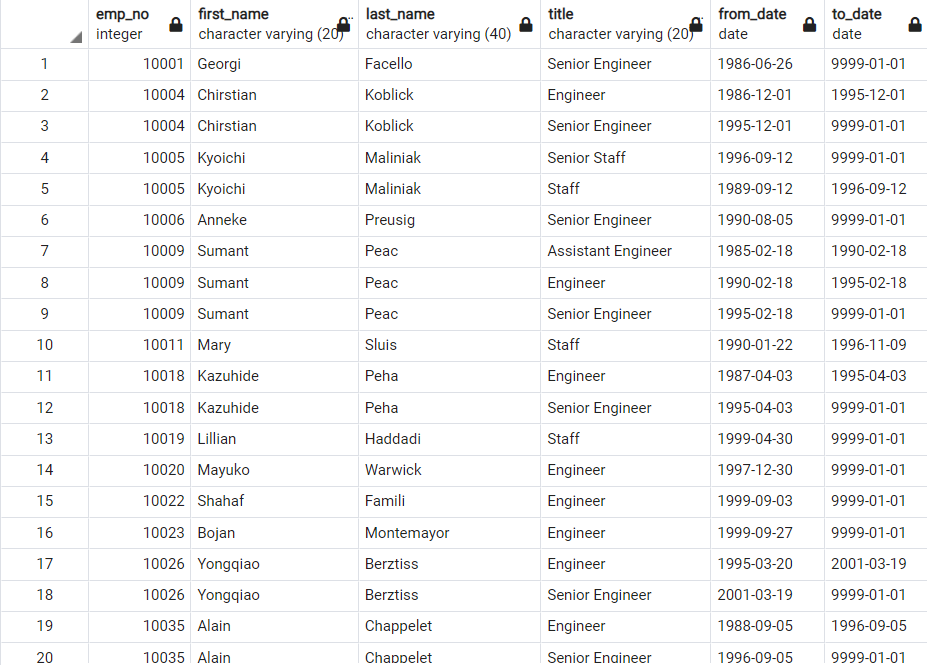 emp_no first_name last_name title from_date to_date
integer character varying (20) character varying (40) character varying (20) date date
1 10001 Georgi Facello Senior Engineer 1986-06-26 9999-01-01
2 10004 Chirstian Koblick Engineer 1986-12-01 1995-12-01
3 10004 Chirstian Koblick Senior Engineer 1995-12-01 9999-01-01
4 10005 Kyoichi Maliniak Senior Staff 1996-09-12 9999-01-01
5 10005 Kyoichi Maliniak Staff 1989-09-12 1996-09-12
6 10006 Anneke Preusig Senior Engineer 1990-08-05 9999-01-01
7 10009 Sumant Peac Assistant Engineer 1985-02-18 1990-02-18
8 10009 Sumant Peac Engineer 1990-02-18 1995-02-18
9 10009 Sumant Peac Senior Engineer 1995-02-18 9999-01-01
10 10011 Mary Sluis Staff 1990-01-22 1996-11-09
11 10018 Kazuhide Peha Engineer 1987-04-03 1995-04-03
12 10018 Kazuhide Peha Senior Engineer 1995-04-03 9999-01-01
13 10019 Lillian Haddadi Staff 1999-04-30 9999-01-01
14 10020 Mayuko Warwick Engineer 1997-12-30 9999-01-01
15 10022 Shahaf Famili Engineer 1999-09-03 9999-01-01
16 10023 Bojan Montemayor Engineer 1999-09-27 9999-01-01
17 10026 Yongqiao Berztiss Engineer 1995-03-20 2001-03-19
18 10026 Yongqiao Berztiss Senior Engineer 2001-03-19 9999-01-01
19 10035 Alain Chappelet Engineer 1988-09-05 1996-09-05
20 10035 Alain Chappelet Senior Engineer 1996-09-05 9999-01-01